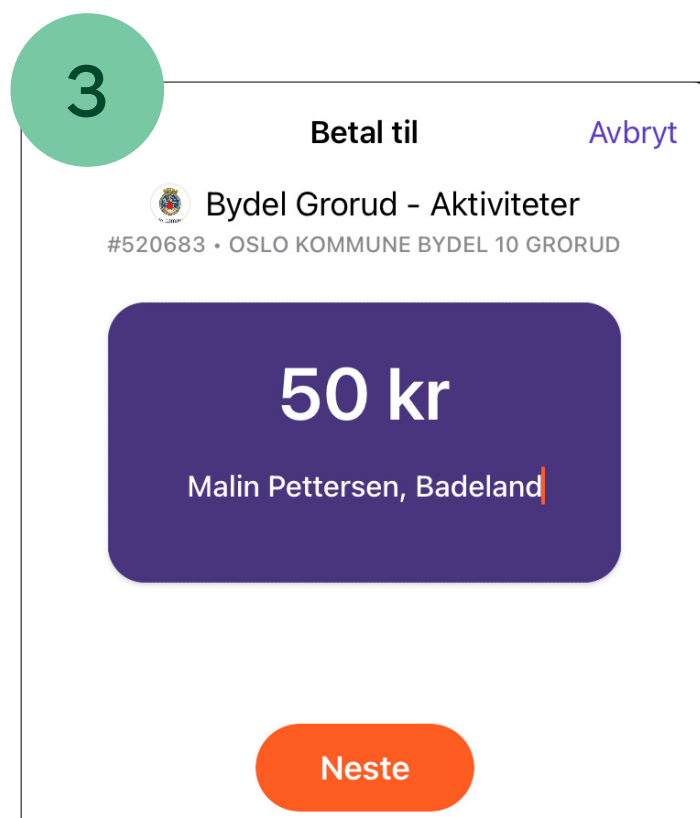 3
Betal til
Avbryt
Bydel Grorud - Aktiviteter
#520683 • OSLO KOMMUNE BYDEL 10 GRORUD
50 kr
Malin Pettersen, Badeland
Neste